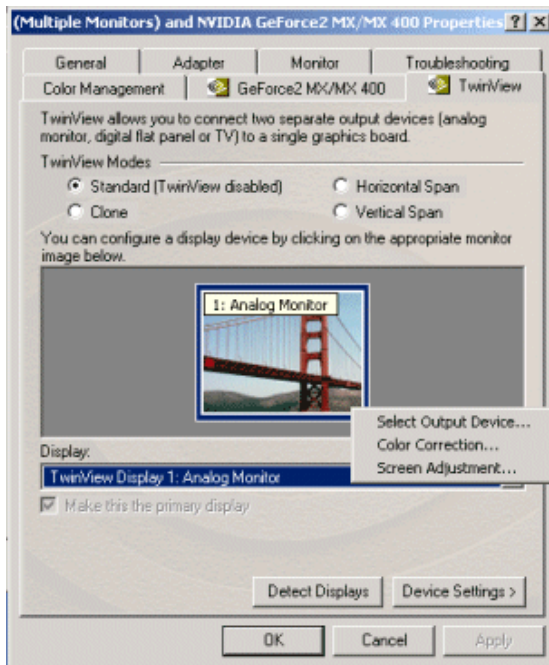 (Multiple Monitors) and NVIDIA GeForce2 MX/MX 400 Properties
General Adapter Monitor Troubleshooting
Color Management GeForce2 MX/MX 400 TwinView
TwinView allows you to connect two separate output devices (analog
monitor, digital flat panel or TV) to a single graphics board.
TwinView Modes
Standard (TwinView disabled) Horizontal Span
Clone Vertical Span
You can configure a display device by clicking on the appropriate monitor
image below.
1: Analog Monitor
Select Output Device...
Color Correction...
Screen Adjustment...
Display:
TwinView Display 1: Analog Monitor
Make this the primary display
Detect Displays Device Settings >
OK Cancel Apply